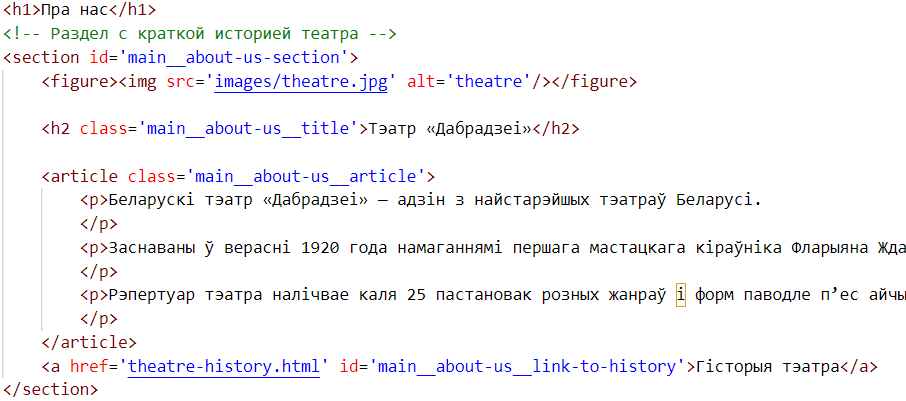 <h1>Пра нас</h1>
<!-- Раздел с краткой историей театра -->
<section id='main__about-us-section'>
<figure><img src='images/theatre.jpg' alt='theatre'/></figure>
<h2 class='main__about-us__title'>Тэатр «Дабрадзеі»</h2>
<article class='main__about-us__article'>
<p>Беларускі тэатр «Дабрадзеі» — адзін з найстарэйшых тэатраў Беларусі.
</p>
<p>Заснаваны ў верасні 1920 года намаганнямі першага мастацкага кіраўніка Фларыяна Жда
</p>
<p>Рэпертуар тэатра налічвае каля 25 пастановак розных жанраў і форм паводле п’ес айчы
</p>
</article>
<a href='theatre-history.html' id='main__about-us__link-to-history'>Гісторыя тэатра</a>
</section>